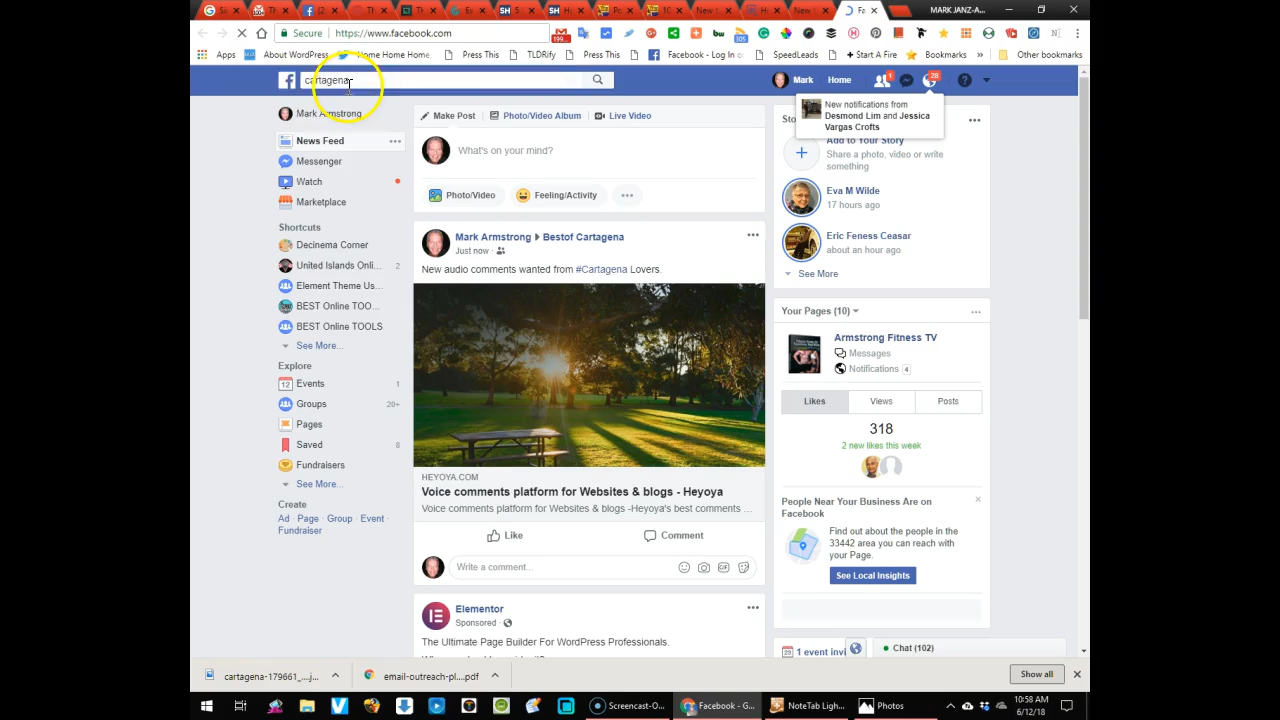 MARK JANZ-A...
Secure
https://www.facebook.com
Apps
About WordPress
Home Home Home...
Press This
TLDRify
Press This
Facebook - Log In o
SpeedLeads
+ Start A Fire
Bookmarks
»
Other bookmarks
cartagena
Mark
Home
1
28
New notifications from
Desmond Lim and Jessica
Vargas Crofts
Mark Armstrong
News Feed
Messenger
Watch
Marketplace
Shortcuts
Decinema Corner
United Islands Onli... 2
Element Theme Us...
BEST Online TOO...
BEST Online TOOLS
See More...
Explore
Events 1
Groups 20+
Pages
Saved 8
Fundraisers
See More...
Create
Ad · Page · Group · Event ·
Fundraiser
Make Post
Photo/Video Album
Live Video
What's on your mind?
Photo/Video
Feeling/Activity
Mark Armstrong ▸ Bestof Cartagena
Just now ·
New audio comments wanted from #Cartagena Lovers.
HEYOYA.COM
Voice comments platform for Websites & blogs - Heyoya
Voice comments platform for Websites & blogs -Heyoya's best comments ...
Like
Comment
Write a comment...
GIF
Elementor
Sponsored ·
The Ultimate Page Builder For WordPress Professionals.
Add to Your Story
Share a photo, video or write
something
Eva M Wilde
17 hours ago
Eric Feness Ceasar
about an hour ago
See More
Your Pages (10)
Armstrong Fitness TV
Messages
Notifications 4
Likes
Views
Posts
318
2 new likes this week
People Near Your Business Are on
Facebook
Find out about the people in the
33442 area you can reach with
your Page.
See Local Insights
1 event invi
Chat (102)
cartagena-179661_...j...
email-outreach-pl....pdf
Show all
Screencast-O...
Facebook - G...
NoteTab Ligh...
Photos
10:58 AM
6/12/18